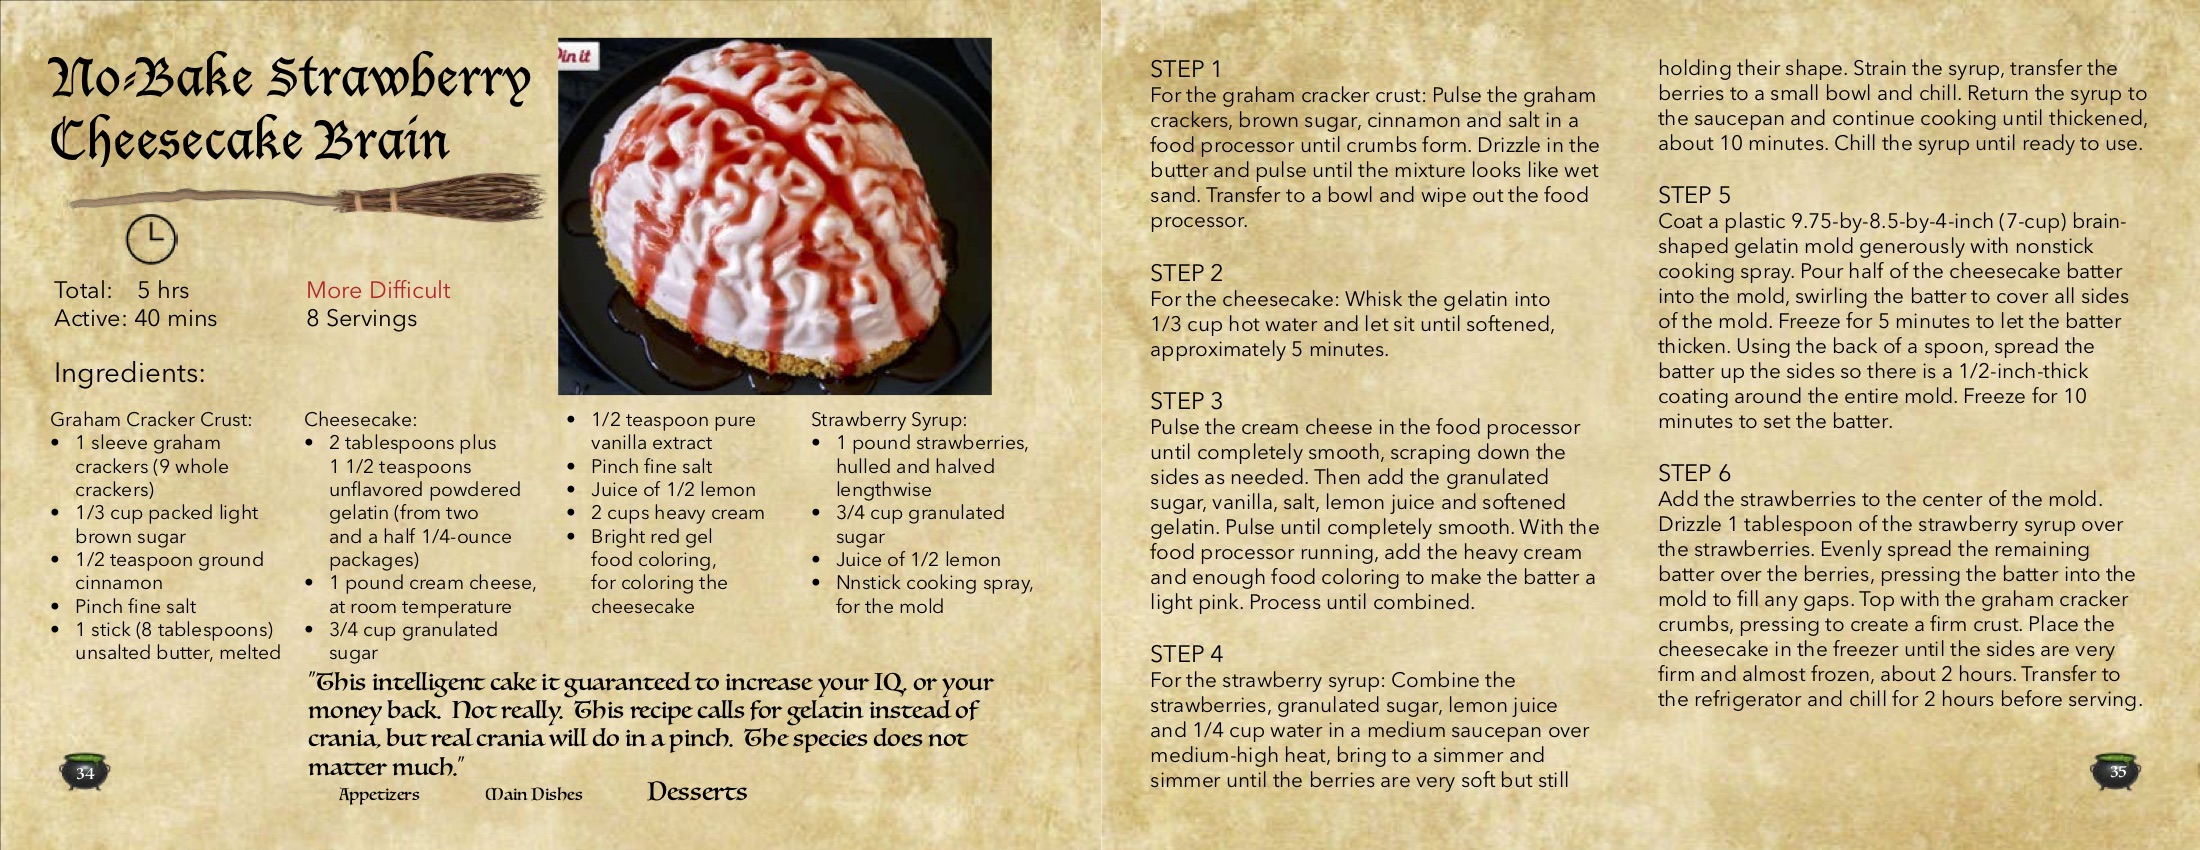 No-Bake Strawberry
Cheesecake Brain
in it
Total: 5 hrs
Active: 40 mins
More Difficult
8 Servings
Ingredients:
Graham Cracker Crust:
• 1 sleeve graham
crackers (9 whole
crackers)
• 1/3 cup packed light
brown sugar
• 1/2 teaspoon ground
cinnamon
• Pinch fine salt
• 1 stick (8 tablespoons)
unsalted butter, melted
Cheesecake:
• 2 tablespoons plus
1 1/2 teaspoons
unflavored powdered
gelatin (from two
and a half 1/4-ounce
packages)
• 1 pound cream cheese,
at room temperature
• 3/4 cup granulated
sugar
• 1/2 teaspoon pure
vanilla extract
• Pinch fine salt
• Juice of 1/2 lemon
• 2 cups heavy cream
• Bright red gel
food coloring,
for coloring the
cheesecake
Strawberry Syrup:
• 1 pound strawberries,
hulled and halved
lengthwise
• 3/4 cup granulated
sugar
• Juice of 1/2 lemon
• Nnstick cooking spray,
for the mold
"This intelligent cake it guaranteed to increase your IQ, or your
money back. Not really. This recipe calls for gelatin instead of
crania, but real crania will do in a pinch. The species does not
matter much."
34
Appetizers Main Dishes Desserts
STEP 1
For the graham cracker crust: Pulse the graham
crackers, brown sugar, cinnamon and salt in a
food processor until crumbs form. Drizzle in the
butter and pulse until the mixture looks like wet
sand. Transfer to a bowl and wipe out the food
processor.
STEP 2
For the cheesecake: Whisk the gelatin into
1/3 cup hot water and let sit until softened,
approximately 5 minutes.
STEP 3
Pulse the cream cheese in the food processor
until completely smooth, scraping down the
sides as needed. Then add the granulated
sugar, vanilla, salt, lemon juice and softened
gelatin. Pulse until completely smooth. With the
food processor running, add the heavy cream
and enough food coloring to make the batter a
light pink. Process until combined.
STEP 4
For the strawberry syrup: Combine the
strawberries, granulated sugar, lemon juice
and 1/4 cup water in a medium saucepan over
medium-high heat, bring to a simmer and
simmer until the berries are very soft but still
holding their shape. Strain the syrup, transfer the
berries to a small bowl and chill. Return the syrup to
the saucepan and continue cooking until thickened,
about 10 minutes. Chill the syrup until ready to use.
STEP 5
Coat a plastic 9.75-by-8.5-by-4-inch (7-cup) brain-
shaped gelatin mold generously with nonstick
cooking spray. Pour half of the cheesecake batter
into the mold, swirling the batter to cover all sides
of the mold. Freeze for 5 minutes to let the batter
thicken. Using the back of a spoon, spread the
batter up the sides so there is a 1/2-inch-thick
coating around the entire mold. Freeze for 10
minutes to set the batter.
STEP 6
Add the strawberries to the center of the mold.
Drizzle 1 tablespoon of the strawberry syrup over
the strawberries. Evenly spread the remaining
batter over the berries, pressing the batter into the
mold to fill any gaps. Top with the graham cracker
crumbs, pressing to create a firm crust. Place the
cheesecake in the freezer until the sides are very
firm and almost frozen, about 2 hours. Transfer to
the refrigerator and chill for 2 hours before serving.
35